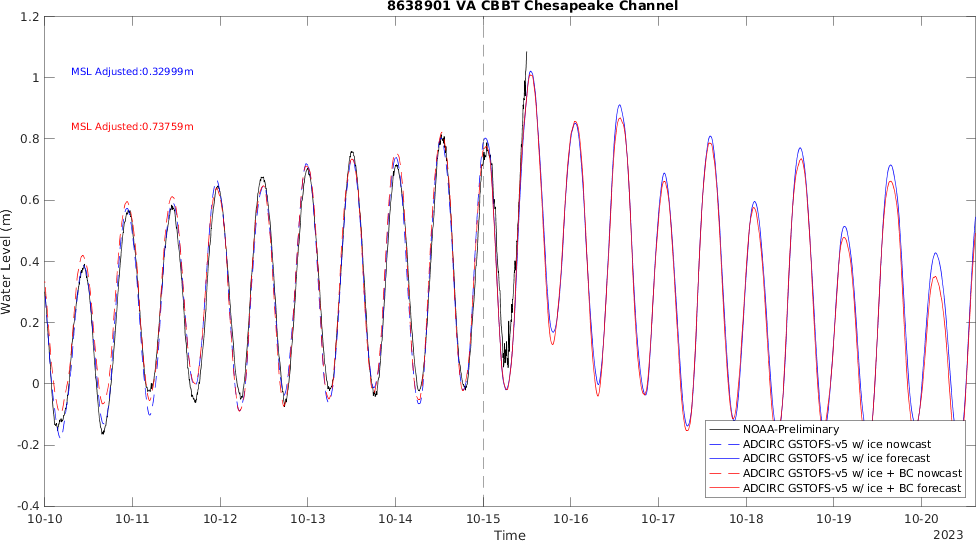 8638901 VA CBBT Chesapeake Channel
1.2
1
0.8
0.6
0.4
0.2
0
-0.2
-0.4
Water Level (m)
MSL Adjusted:0.32999m
MSL Adjusted:0.73759m
NOAA-Preliminary
ADCIRC GSTOFS-v5 w/ ice nowcast
ADCIRC GSTOFS-v5 w/ ice forecast
ADCIRC GSTOFS-v5 w/ ice + BC nowcast
ADCIRC GSTOFS-v5 w/ ice + BC forecast
10-10 10-11 10-12 10-13 10-14 10-15 10-16 10-17 10-18 10-19 10-20
Time
2023